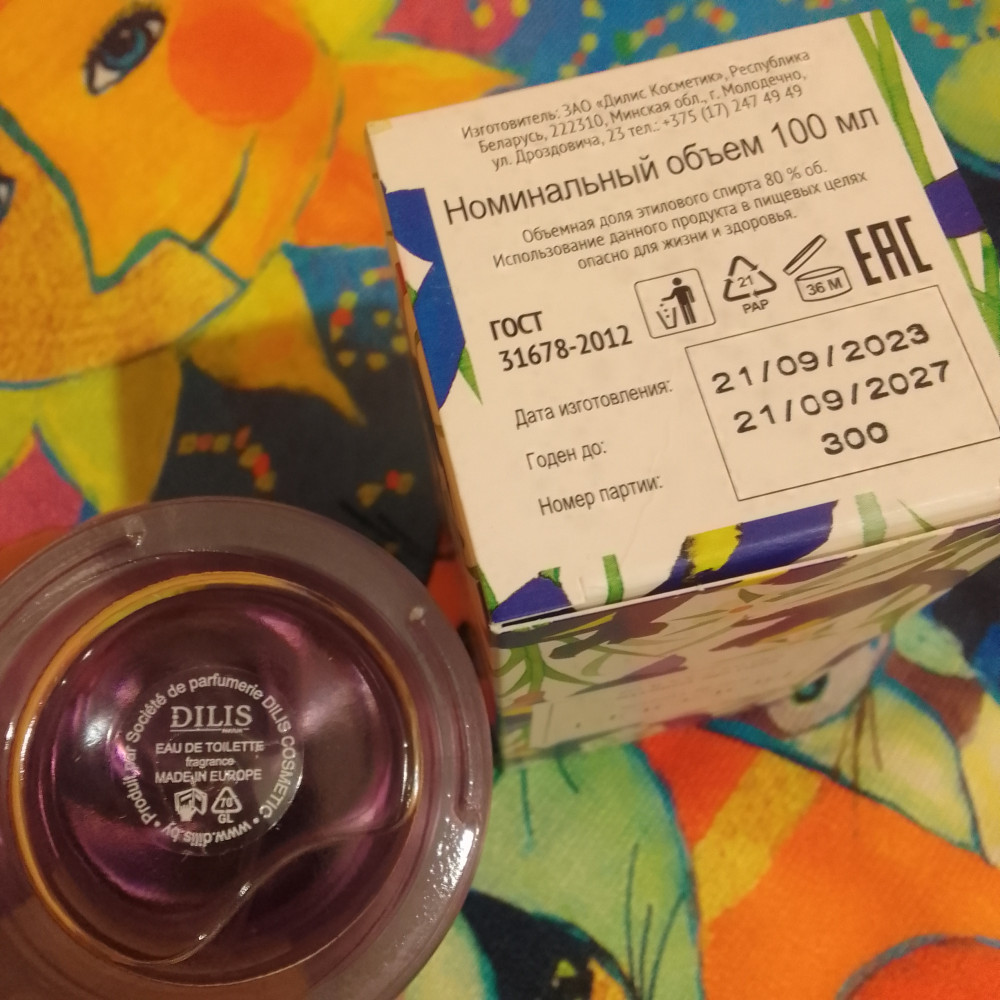 Изготовитель: ЗАО «Дилис Косметик», Республика
Беларусь, 222310, Минская обл., г. Молодечно,
ул. Дроздовича, 23 тел.: +375 (17) 247 49 49
Номинальный объем 100 мл
Объемная доля этилового спирта 80 % об.
Использование данного продукта в пищевых целях
опасно для жизни и здоровья.
21
PAP
36 M
EAC
ГОСТ
31678-2012
Дата изготовления: 21/09/2023
Годен до: 21/09/2027
Номер партии: 300
Produit par Société de parfumerie DILIS COSMETIC • www.dilis.by •
DILIS
EAU DE TOILETTE
fragrance
MADE IN EUROPE
70
GL